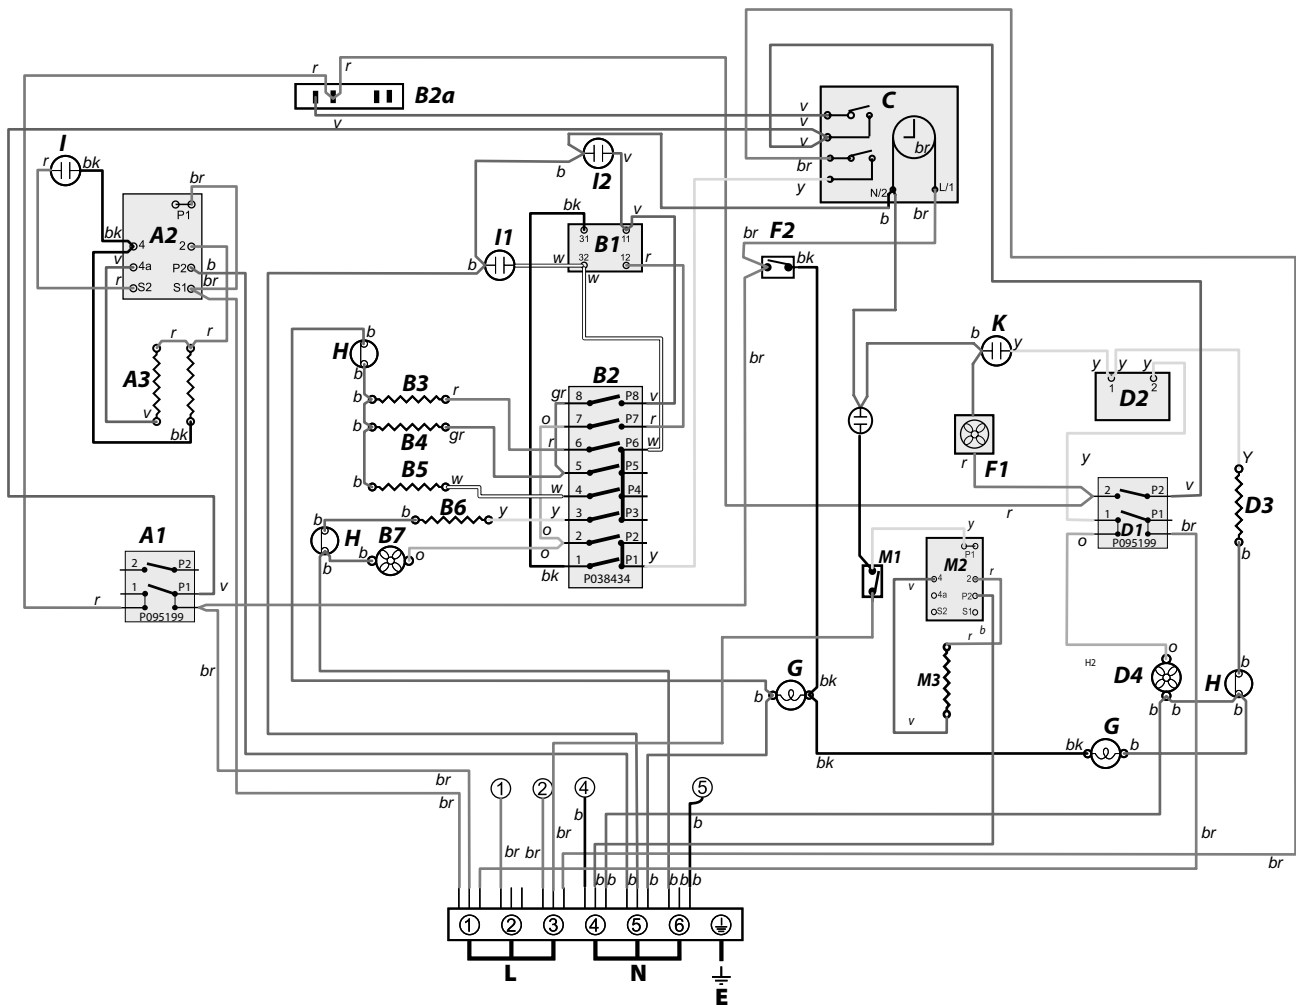 r
r
B2a
v
C
v
v
v
br
y
br
N/2
L/1
b
br
I
r
bk
br
P1
bk
4
A2
2
v
4a
P2
b
r
S2
S1
br
r
r
A3
v
bk
b
I2
v
bk
v
31
11
B1
I1
b
w
32
12
r
w
br
F2
bk
br
b
K
y
y
y
y
1
2
D2
b
H
b
B3
b
r
B4
b
gr
B5
b
w
B6
b
y
b
H
B7
b
b
o
B2
gr
8
P8
v
o
7
P7
r
r
6
P6
w
5
P5
w
4
P4
y
3
P3
o
2
P2
o
bk
1
P1
y
P038434
r
F1
y
r
2
P2
v
1
P1
br
o
D1
P095199
Y
D3
b
A1
2
P2
1
P1
v
r
P095199
br
M1
y
P1
M2
v
4
2
r
4a
P2
S2
S1
r
b
M3
v
H2
o
D4
b
b
b
H
b
G
b
bk
bk
G
bk
b
br
br
1
2
4
5
br
br
br
b
b
b
b
b
b
b
b
b
br
br
1
2
3
4
5
6
L
N
E